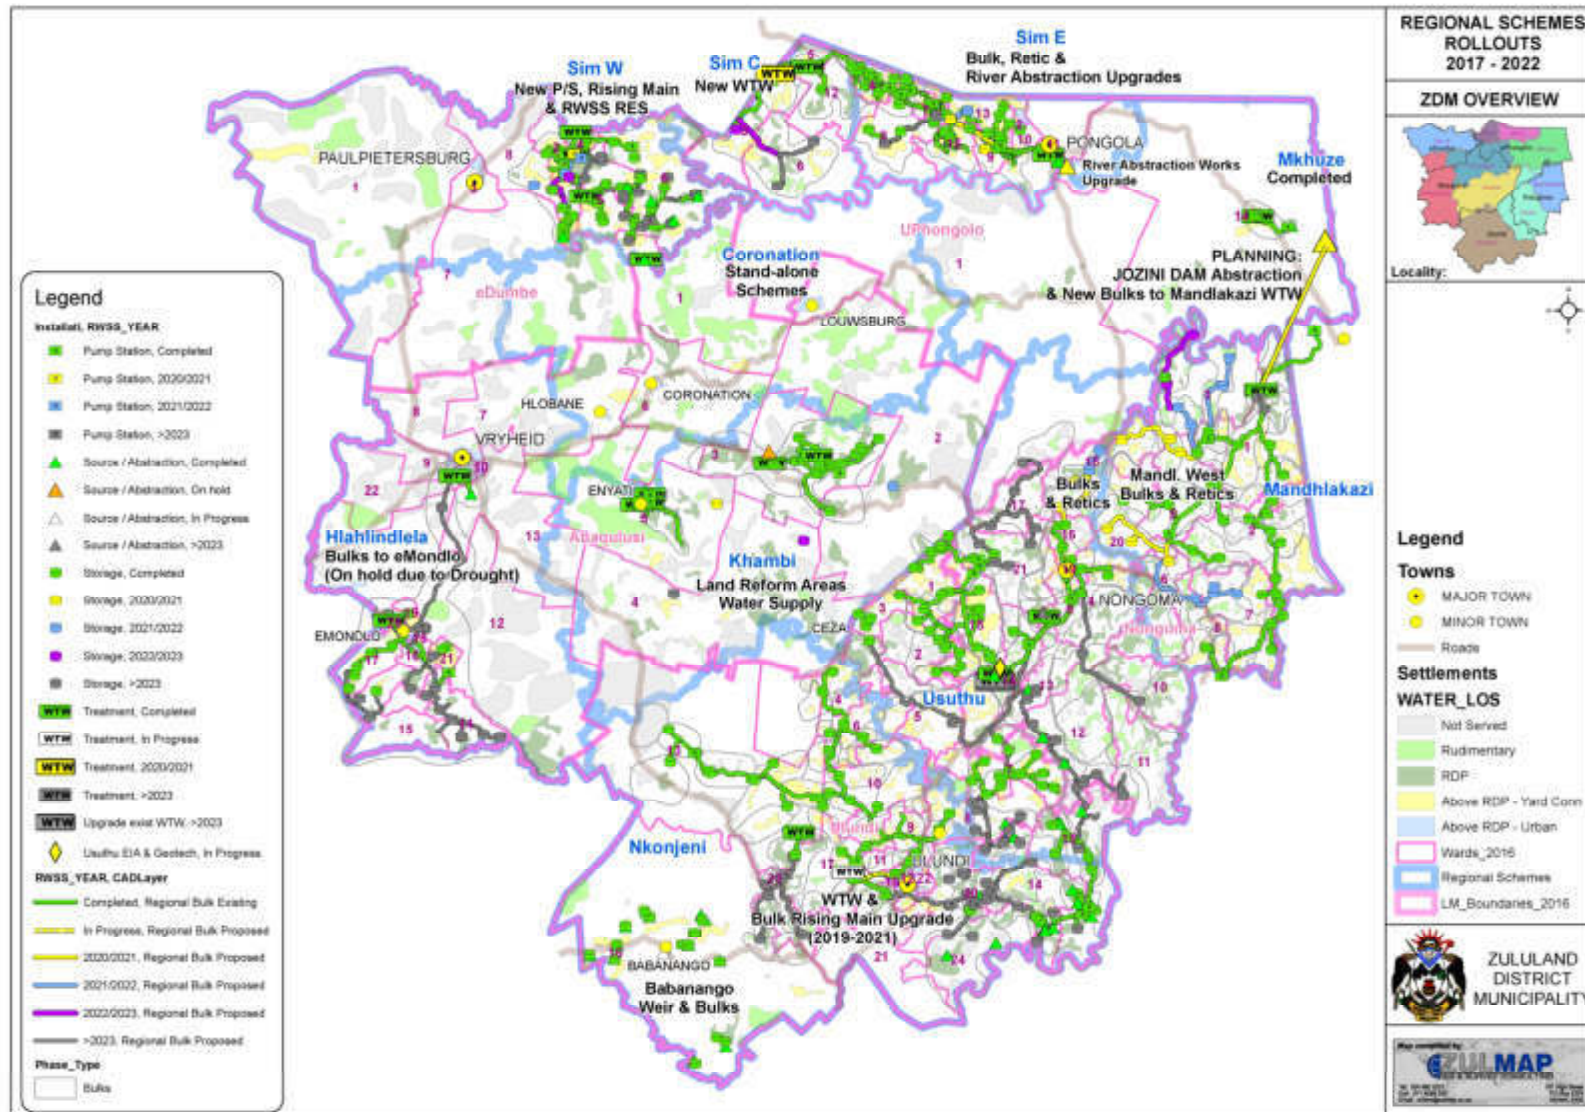 REGIONAL SCHEMES
ROLLOUTS
2017 - 2022
ZDM OVERVIEW
Locality:
Legend
Towns
MAJOR TOWN
MINOR TOWN
Roads
Settlements
WATER_LOS
Not Served
Rudimentary
RDP
Above RDP - Yard Conn
Above RDP - Urban
Wards_2016
Regional Schemes
LM_Boundaries_2016
ZULULAND
DISTRICT
MUNICIPALITY
Map compiled by:
ZULMAP
Legend
Installati, RWSS_YEAR
Pump Station, Completed
Pump Station, 2020/2021
Pump Station, 2021/2022
Pump Station, >2023
Source / Abstraction, Completed
Source / Abstraction, On hold
Source / Abstraction, In Progress
Source / Abstraction, >2023
Storage, Completed
Storage, 2020/2021
Storage, 2021/2022
Storage, 2022/2023
Storage, >2023
WTW Treatment, Completed
WTW Treatment, In Progress
WTW Treatment, 2020/2021
WTW Treatment, >2023
WTW Upgrade exist WTW, >2023
Usuthu EIA & Geotech, In Progress
RWSS_YEAR, CADLayer
Completed, Regional Bulk Existing
In Progress, Regional Bulk Proposed
2020/2021, Regional Bulk Proposed
2021/2022, Regional Bulk Proposed
2022/2023, Regional Bulk Proposed
>2023, Regional Bulk Proposed
Phase_Type
Bulks
Sim W
New P/S, Rising Main
& RWSS RES
Sim C
New WTW
Sim E
Bulk, Retic &
River Abstraction Upgrades
PAULPIETERSBURG
PONGOLA
River Abstraction Works
Upgrade
Mkhuze
Completed
PLANNING:
JOZINI DAM Abstraction
& New Bulks to Mandlakazi WTW
UPhongolo
eDumbe
Coronation
Stand-alone
Schemes
LOUWSBURG
CORONATION
HLOBANE
VRYHEID
ENYATI
Abaqulusi
Hlahlindlela
Bulks to eMondlo
(On hold due to Drought)
EMONDLO
Khambi
Land Reform Areas
Water Supply
CEZA
Bulks
& Retics
Mandl. West
Bulks & Retics
Mandhlakazi
NONGOMA
Nongoma
Usuthu
Nkonjeni
Ulundi
ULUNDI
WTW &
Bulk Rising Main Upgrade
(2019-2021)
BABANANGO
Babanango
Weir & Bulks